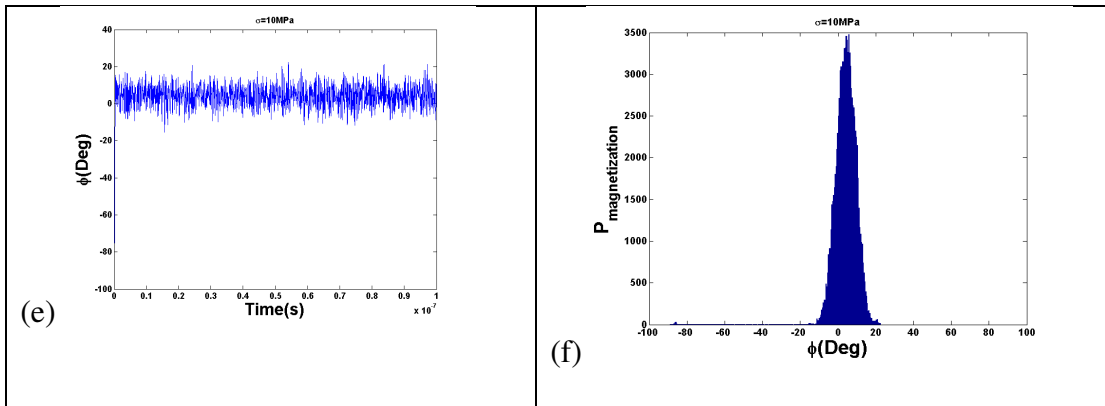 σ=10MPa
40
20
0
-20
-40
-60
-80
-100
ϕ(Deg)
0 0.1 0.2 0.3 0.4 0.5 0.6 0.7 0.8 0.9 1
Time(s)
x 10^-7
(e)
σ=10MPa
3500
3000
2500
2000
1500
1000
500
0
P_magnetization
-100 -80 -60 -40 -20 0 20 40 60 80 100
ϕ(Deg)
(f)